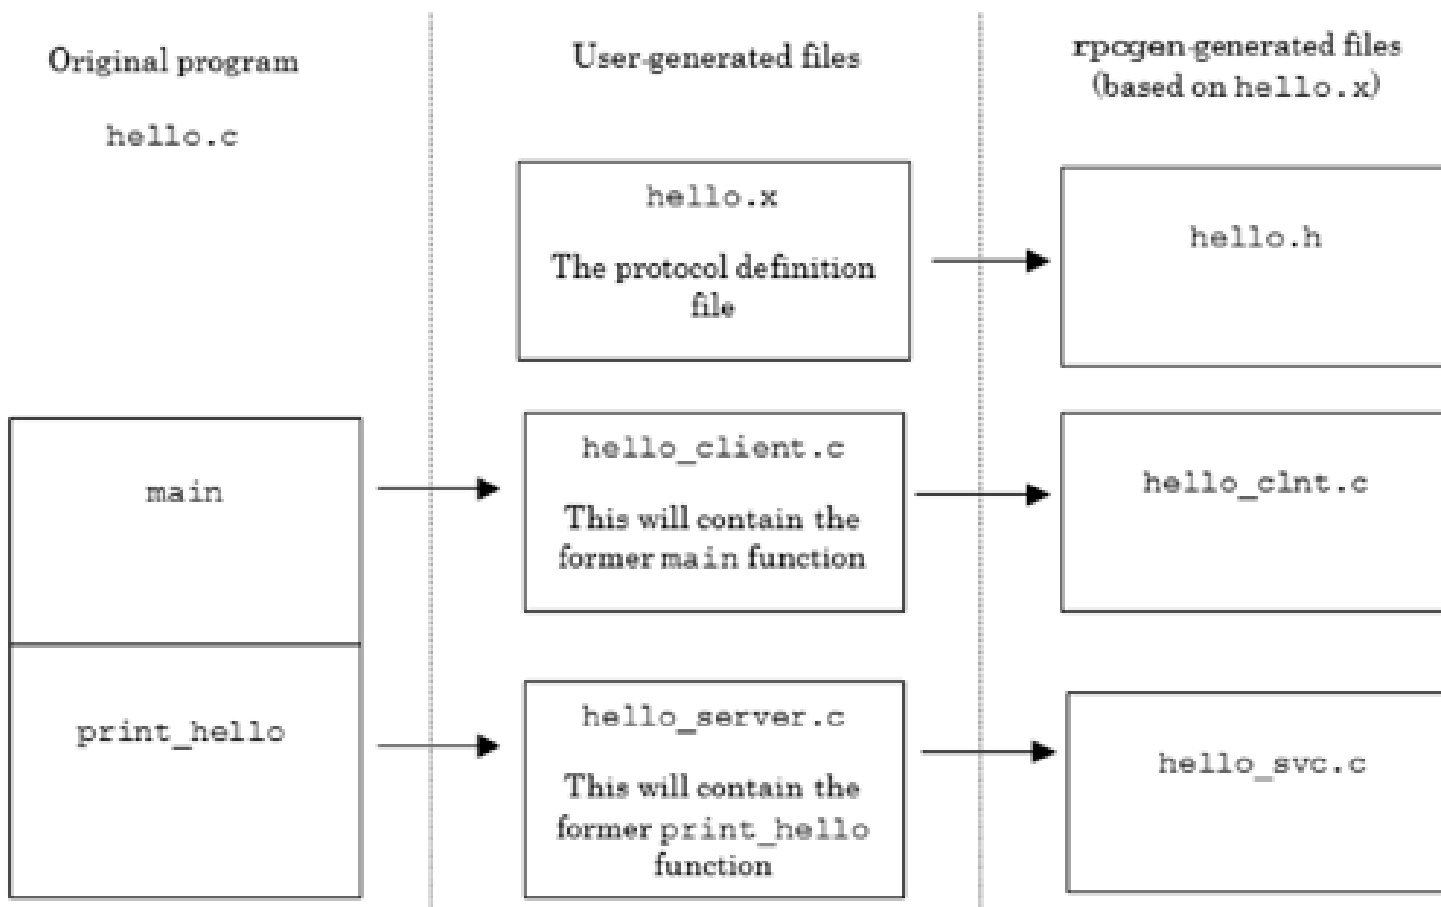 Original program
hello.c
main
print_hello
User-generated files
hello.x
The protocol definition
file
hello_client.c
This will contain the
former main function
hello_server.c
This will contain the
former print_hello
function
rpcgen-generated files
(based on hello.x)
hello.h
hello_clnt.c
hello_svc.c